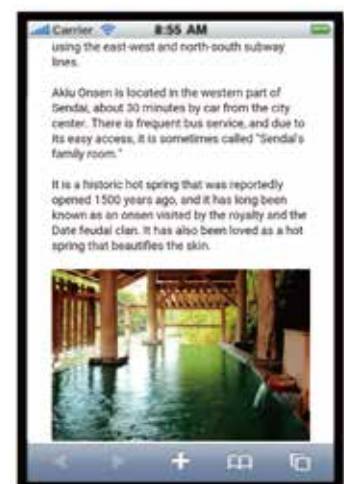 Carrier 8:55 AM
using the east-west and north-south subway
lines.
Akiu Onsen is located in the western part of
Sendai, about 30 minutes by car from the city
center. There is frequent bus service, and due to
its easy access, it is sometimes called "Sendai's
family room."
It is a historic hot spring that was reportedly
opened 1500 years ago, and it has long been
known as an onsen visited by the royalty and the
Date feudal clan. It has also been loved as a hot
spring that beautifies the skin.